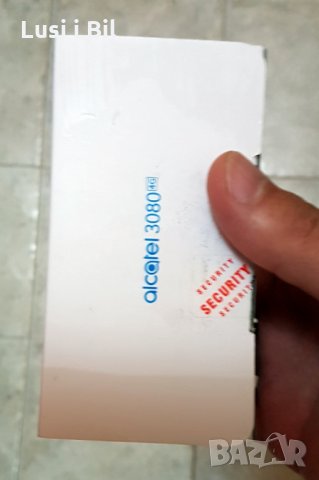 Lusi i Bil
alcatel 3080 4G
SECURITY
SECURITY
SECURITY
BAZAR